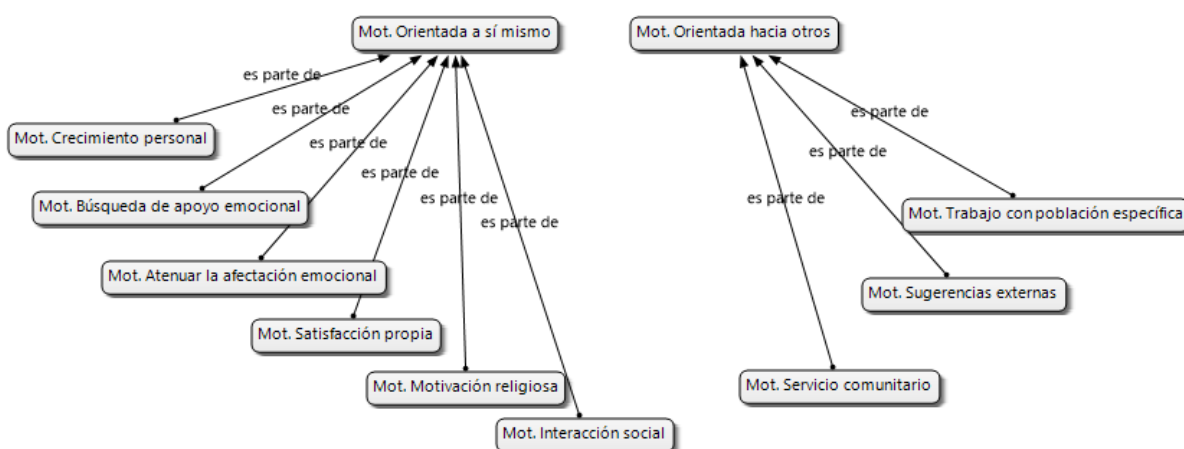 Mot. Orientada a sí mismo
Mot. Orientada hacia otros
es parte de
es parte de
es parte de
es parte de
es parte de
es parte de
es parte de
es parte de
es parte de
Mot. Crecimiento personal
Mot. Búsqueda de apoyo emocional
Mot. Atenuar la afectación emocional
Mot. Satisfacción propia
Mot. Motivación religiosa
Mot. Interacción social
Mot. Trabajo con población específica
Mot. Sugerencias externas
Mot. Servicio comunitario